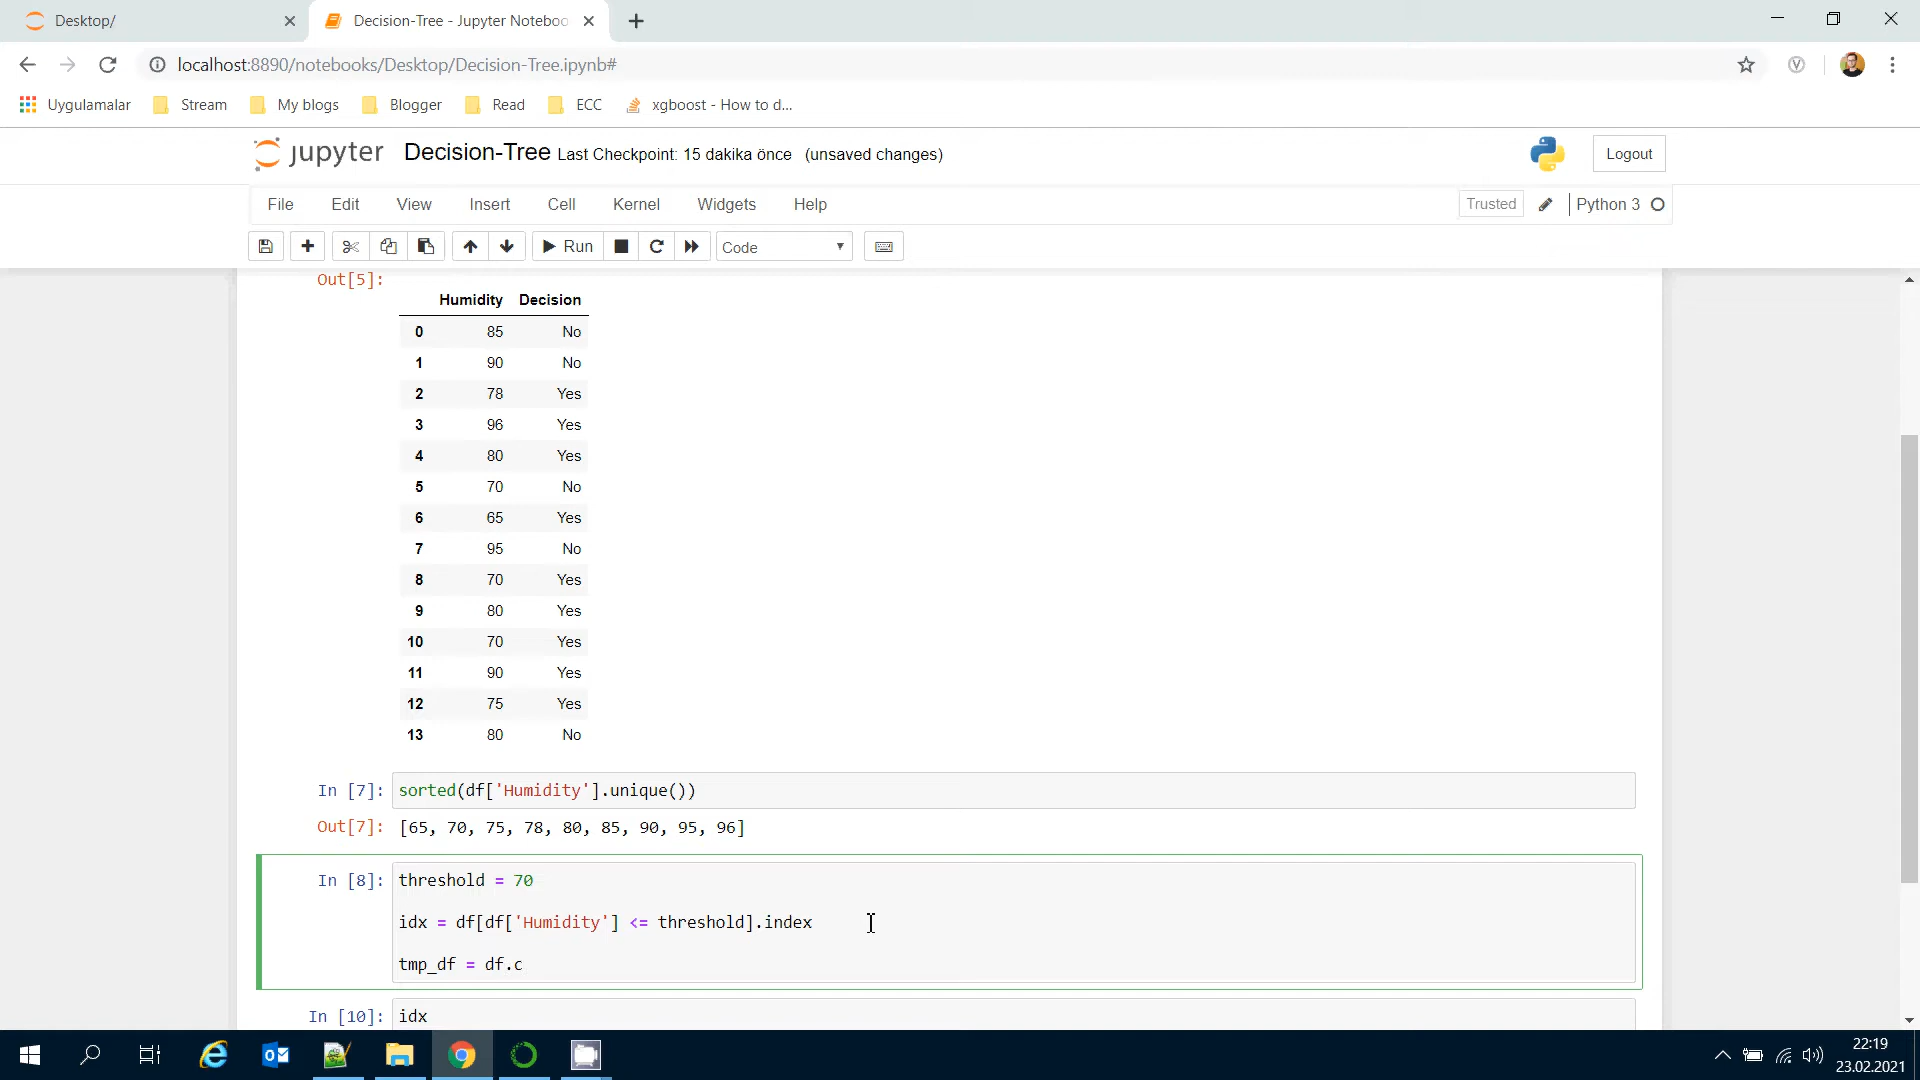 Desktop/
Decision-Tree - Jupyter Noteboo
localhost:8890/notebooks/Desktop/Decision-Tree.ipynb#
Uygulamalar Stream My blogs Blogger Read ECC xgboost - How to d...
jupyter Decision-Tree Last Checkpoint: 15 dakika önce (unsaved changes)
Logout
File Edit View Insert Cell Kernel Widgets Help
Trusted Python 3
Run Code
Out[5]:
Humidity Decision
0 85 No
1 90 No
2 78 Yes
3 96 Yes
4 80 Yes
5 70 No
6 65 Yes
7 95 No
8 70 Yes
9 80 Yes
10 70 Yes
11 90 Yes
12 75 Yes
13 80 No
In [7]: sorted(df['Humidity'].unique())
Out[7]: [65, 70, 75, 78, 80, 85, 90, 95, 96]
In [8]: threshold = 70
idx = df[df['Humidity'] <= threshold].index
tmp_df = df.c
In [10]: idx
22:19
23.02.2021